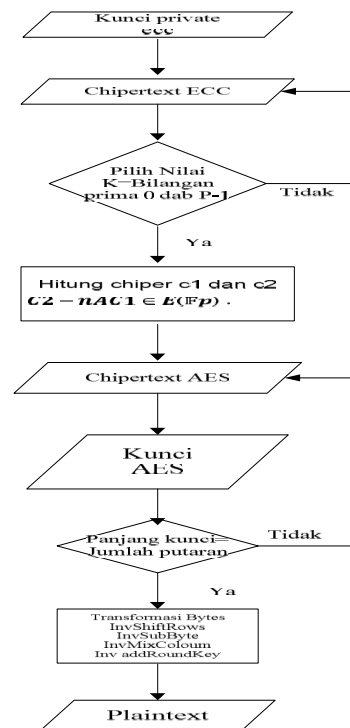 Kunci private
ecc
Chipertext ECC
Pilih Nilai
K=Bilangan
prima 0 dab P-1
Tidak
Ya
Hitung chiper c1 dan c2
C2 – nAC1 ∈ E(𝔽p) .
Chipertext AES
Kunci
AES
Panjang kunci=
Jumlah putaran
Tidak
Ya
Transformasi Bytes
InvShiftRows
InvSubByte
InvMixColoum
Inv addRoundKey
Plaintext